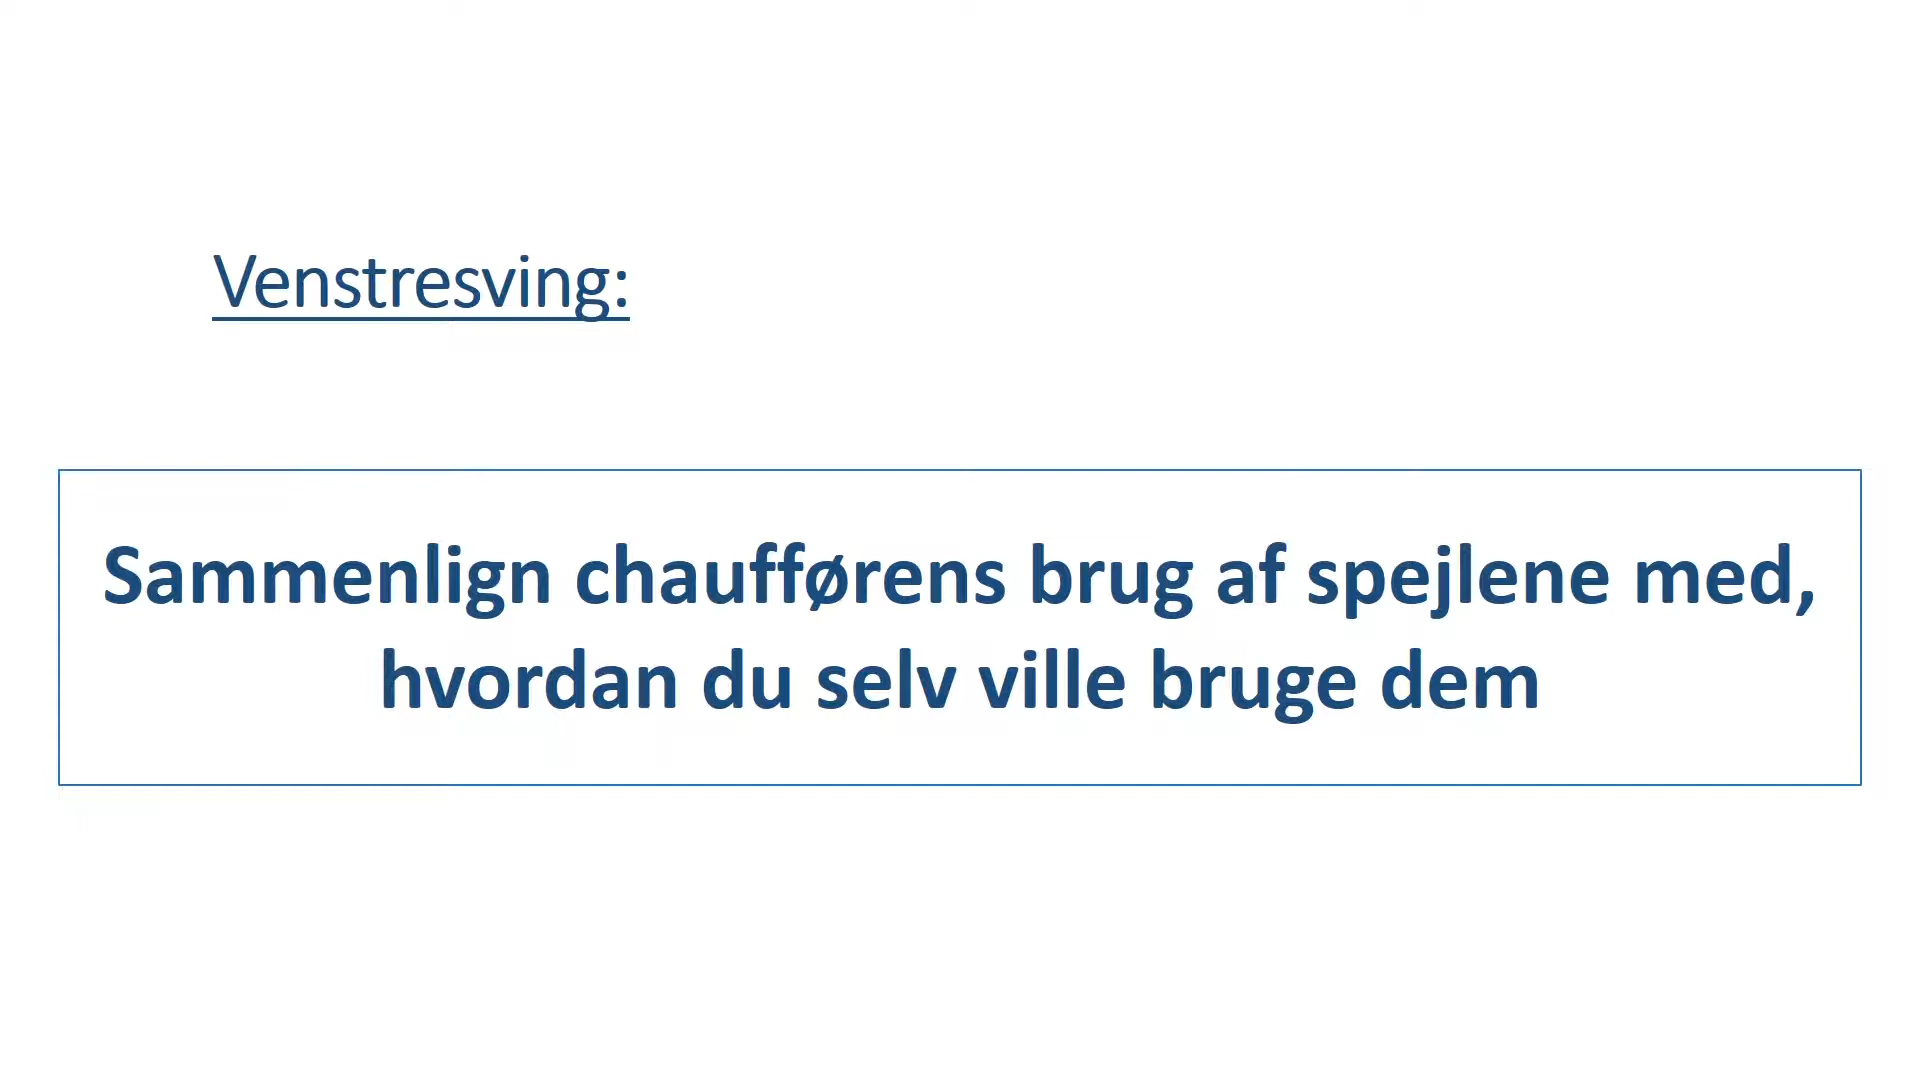 Venstresving:
Sammenlign chaufførens brug af spejlene med,
hvordan du selv ville bruge dem